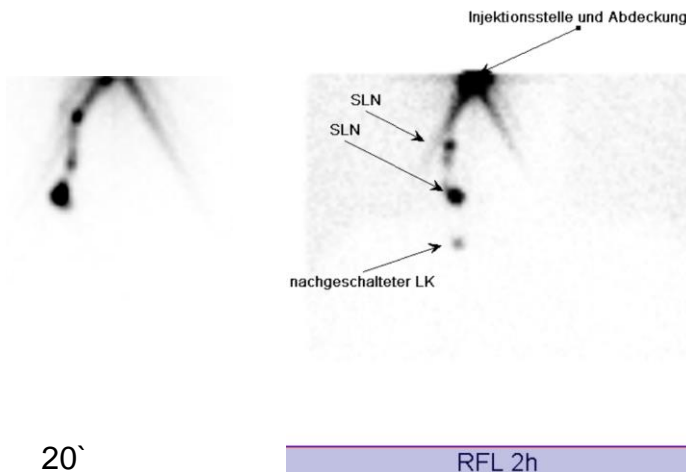 Injektionsstelle und Abdeckung
SLN
SLN
nachgeschalteter LK
20`
RFL 2h